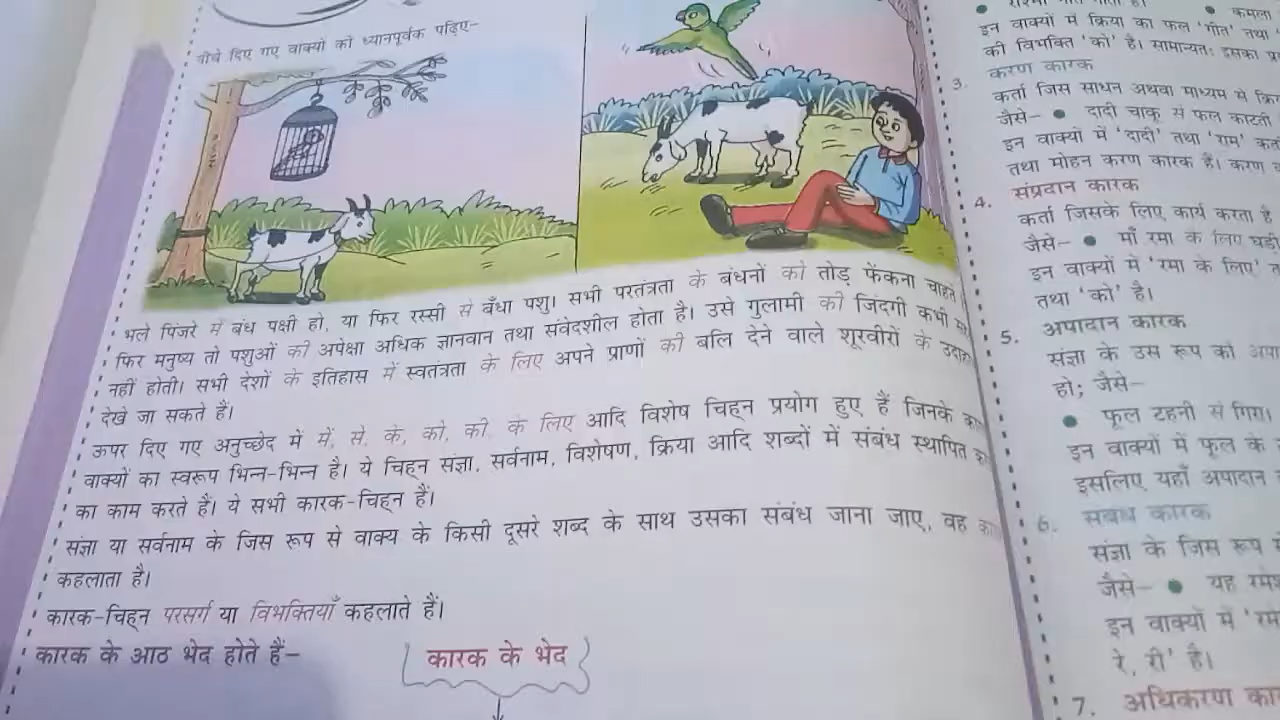 नीचे दिए गए वाक्यों को ध्यानपूर्वक पढ़िए–
भले पिंजरे में बंध पक्षी हो, या फिर रस्सी से बँधा पशु। सभी परतंत्रता के बंधनों को तोड़ फेंकना चाहते
फिर मनुष्य तो पशुओं की अपेक्षा अधिक ज्ञानवान तथा संवेदशील होता है। उसे गुलामी की जिंदगी कभी
नहीं होती। सभी देशों के इतिहास में स्वतंत्रता के लिए अपने प्राणों की बलि देने वाले शूरवीरों के
देखे जा सकते हैं।
ऊपर दिए गए अनुच्छेद में में, से, के, को, की, के लिए आदि विशेष चिह्न प्रयोग हुए हैं जिनके
वाक्यों का स्वरूप भिन्न-भिन्न है। ये चिह्न संज्ञा, सर्वनाम, विशेषण, क्रिया आदि शब्दों में संबंध स्थापित
का काम करते हैं। ये सभी कारक-चिह्न हैं।
संज्ञा या सर्वनाम के जिस रूप से वाक्य के किसी दूसरे शब्द के साथ उसका संबंध जाना जाए, वह
कहलाता है।
कारक-चिह्न परसर्ग या विभक्तियाँ कहलाते हैं।
कारक के आठ भेद होते हैं–
कारक के भेद
● कमला
इन वाक्यों में क्रिया का फल 'गीत' तथा
की विभक्ति 'को' है। सामान्यतः इसका
3. करण कारक
कर्ता जिस साधन अथवा माध्यम से
जैसे– ● दादी चाकू से फल काटती
इन वाक्यों में 'दादी' तथा 'राम'
तथा मोहन करण कारक हैं। करण
4. संप्रदान कारक
कर्ता जिसके लिए कार्य करता है
जैसे– ● माँ रमा के लिए घड़ी
इन वाक्यों में 'रमा के लिए'
तथा 'को' है।
5. अपादान कारक
संज्ञा के उस रूप को
हो; जैसे–
● फूल टहनी से गिरा।
इन वाक्यों में फूल के
इसलिए यहाँ अपादान
6. संबंध कारक
संज्ञा के जिस रूप
जैसे– ● यह
इन वाक्यों में
रे, री' है।
7. अधिकरण